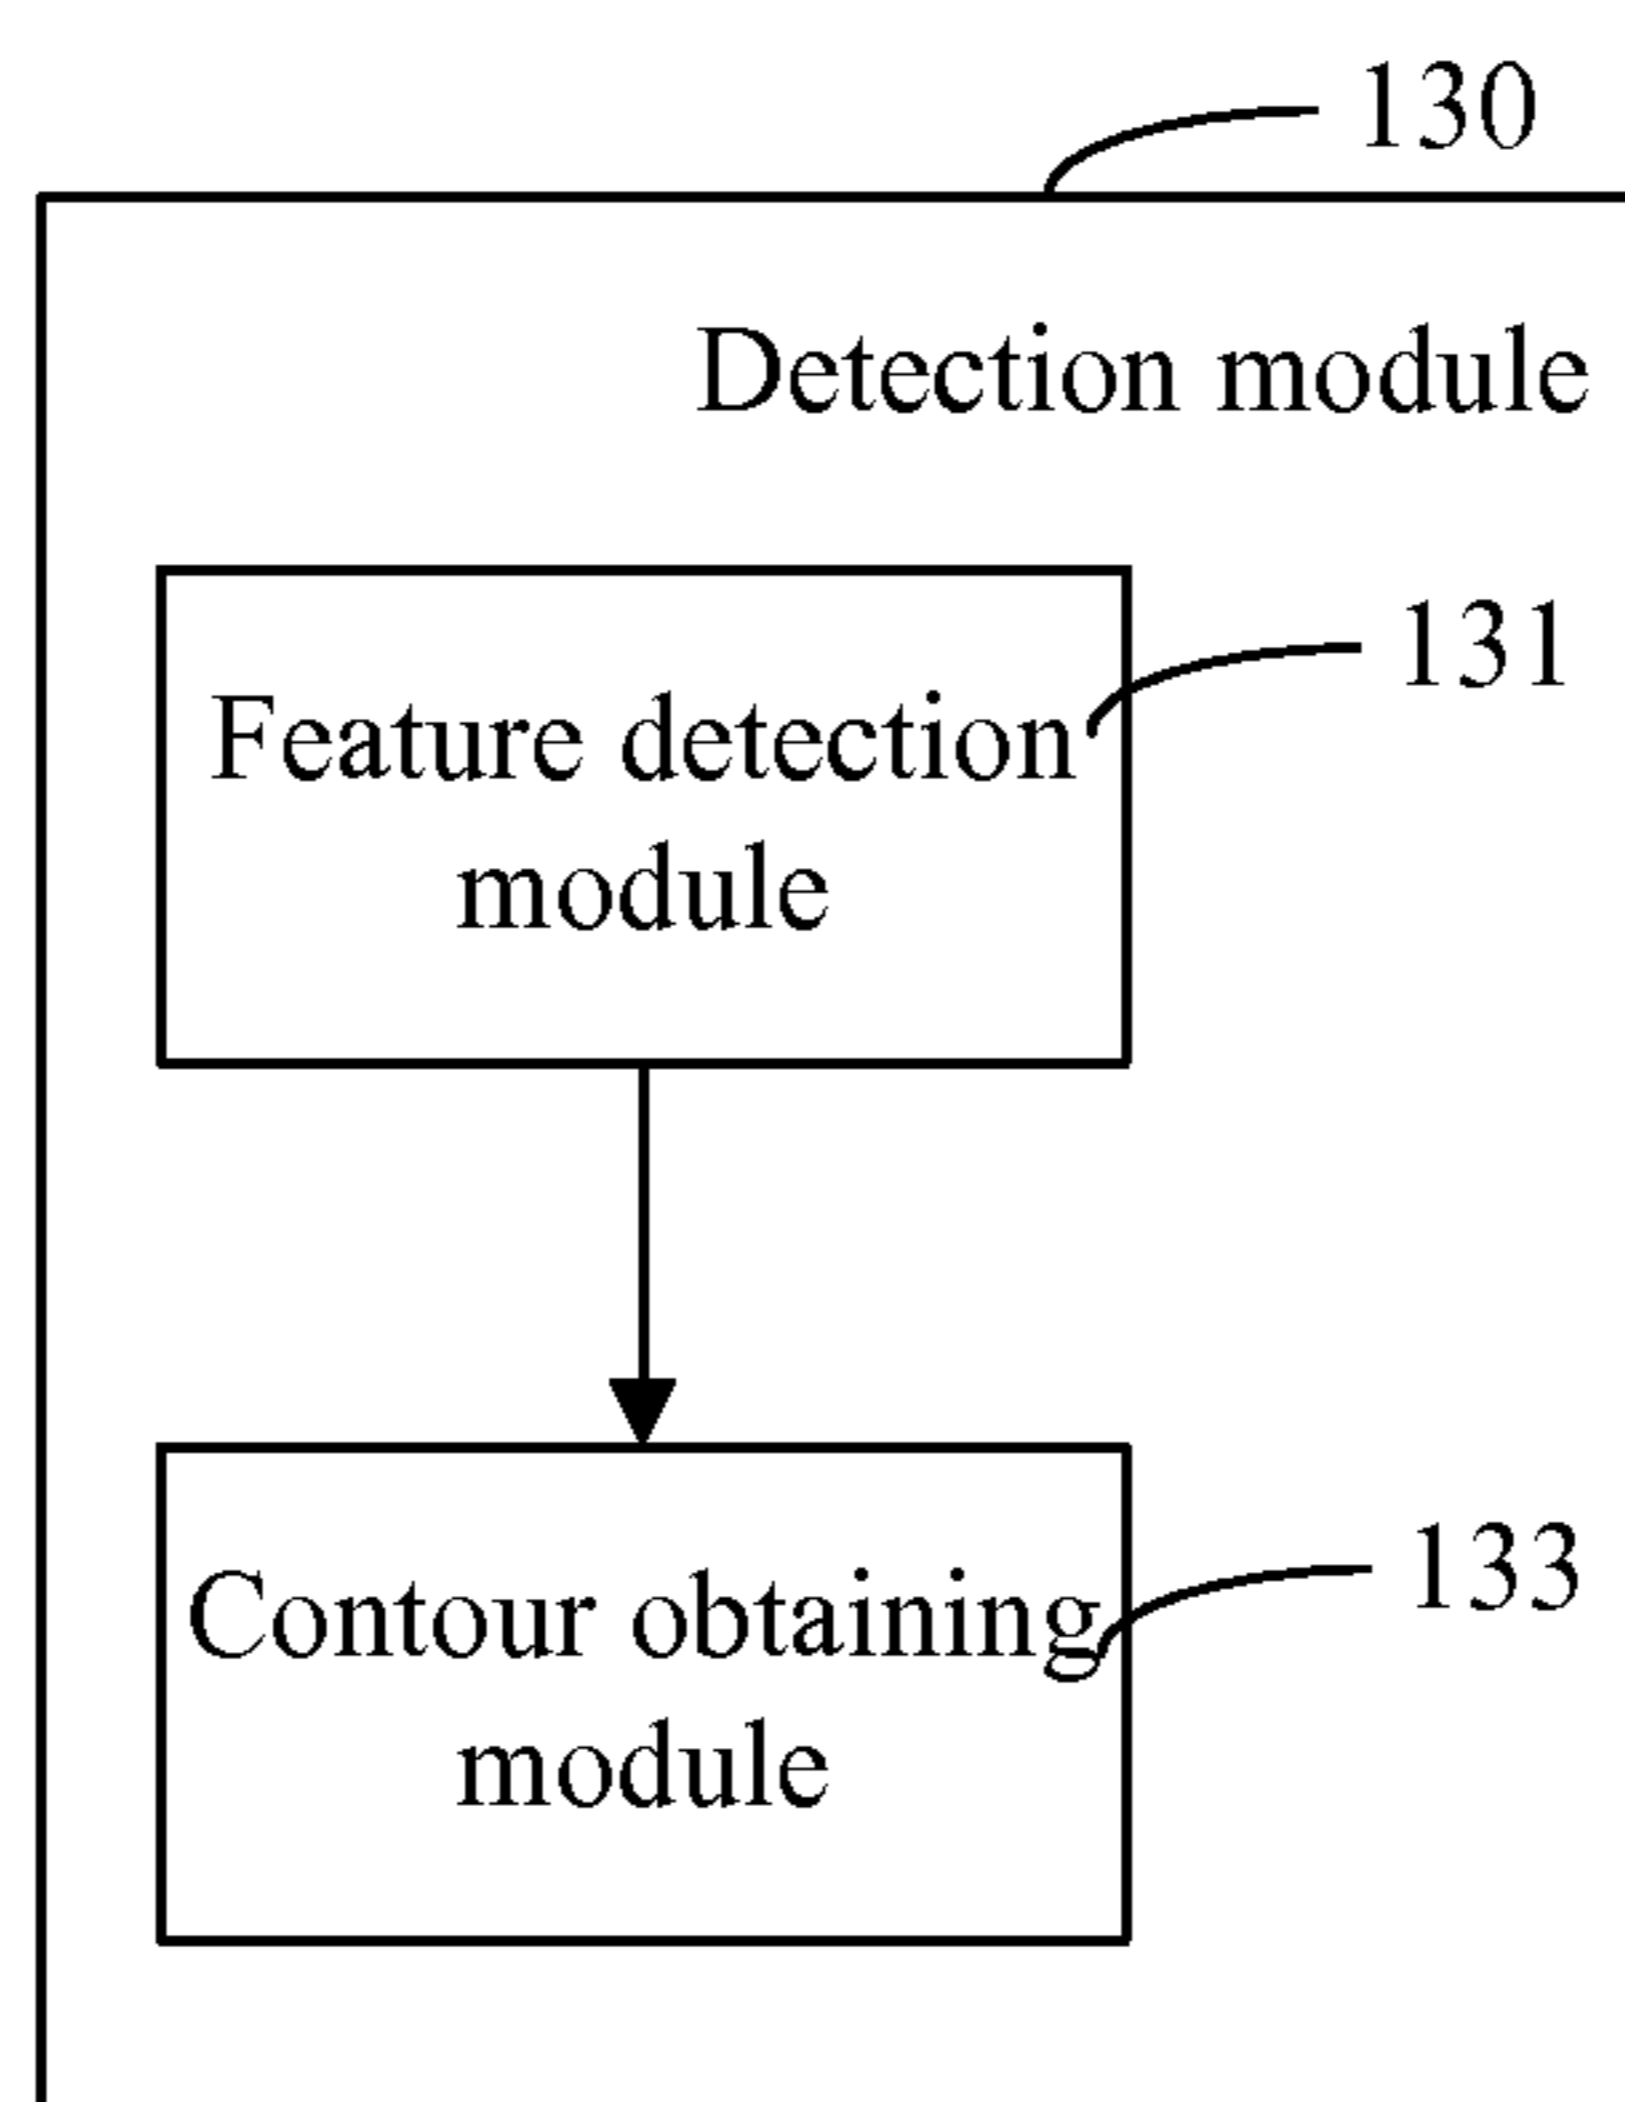 130
Detection module
131
Feature detection
module
133
Contour obtaining
module